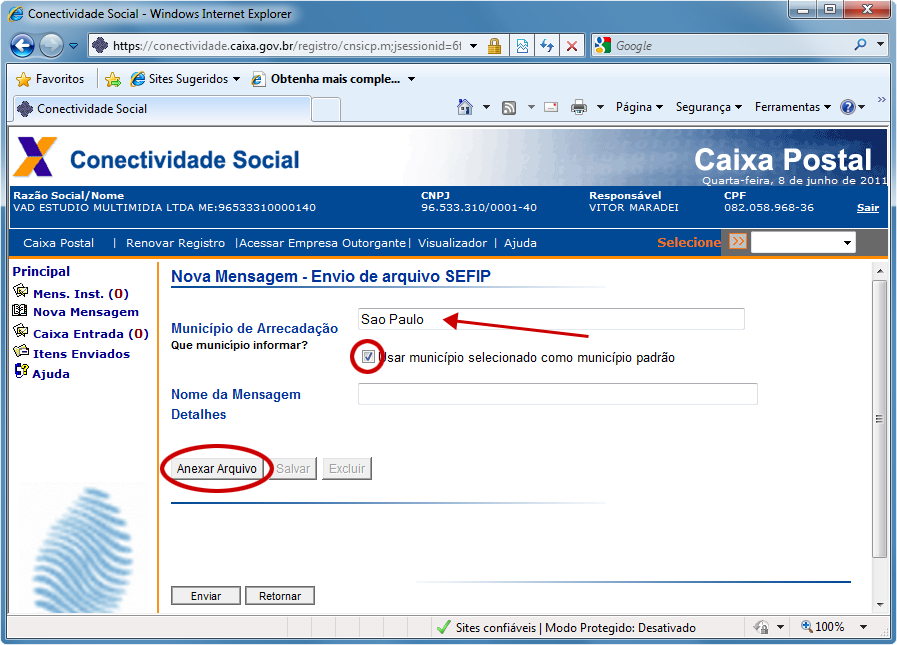 Conectividade Social - Windows Internet Explorer
https://conectividade.caixa.gov.br/registro/cnsicp.m;jsessionid=6f
Google
Favoritos
Sites Sugeridos
Obtenha mais comple...
Conectividade Social
Página
Segurança
Ferramentas
Conectividade Social
Caixa Postal
Quarta-feira, 8 de junho de 2011
Razão Social/Nome CNPJ Responsável CPF
VAD ESTUDIO MULTIMIDIA LTDA ME:96533310000140 96.533.310/0001-40 VITOR MARADEI 082.058.968-36 Sair
Caixa Postal | Renovar Registro |Acessar Empresa Outorgante| Visualizador | Ajuda Selecione
Principal
Mens. Inst. (0)
Nova Mensagem
Caixa Entrada (0)
Itens Enviados
Ajuda
Nova Mensagem - Envio de arquivo SEFIP
Município de Arrecadação Sao Paulo
Que município informar?
Usar município selecionado como município padrão
Nome da Mensagem
Detalhes
Anexar Arquivo Salvar Excluir
Enviar Retornar
Sites confiáveis | Modo Protegido: Desativado 100%